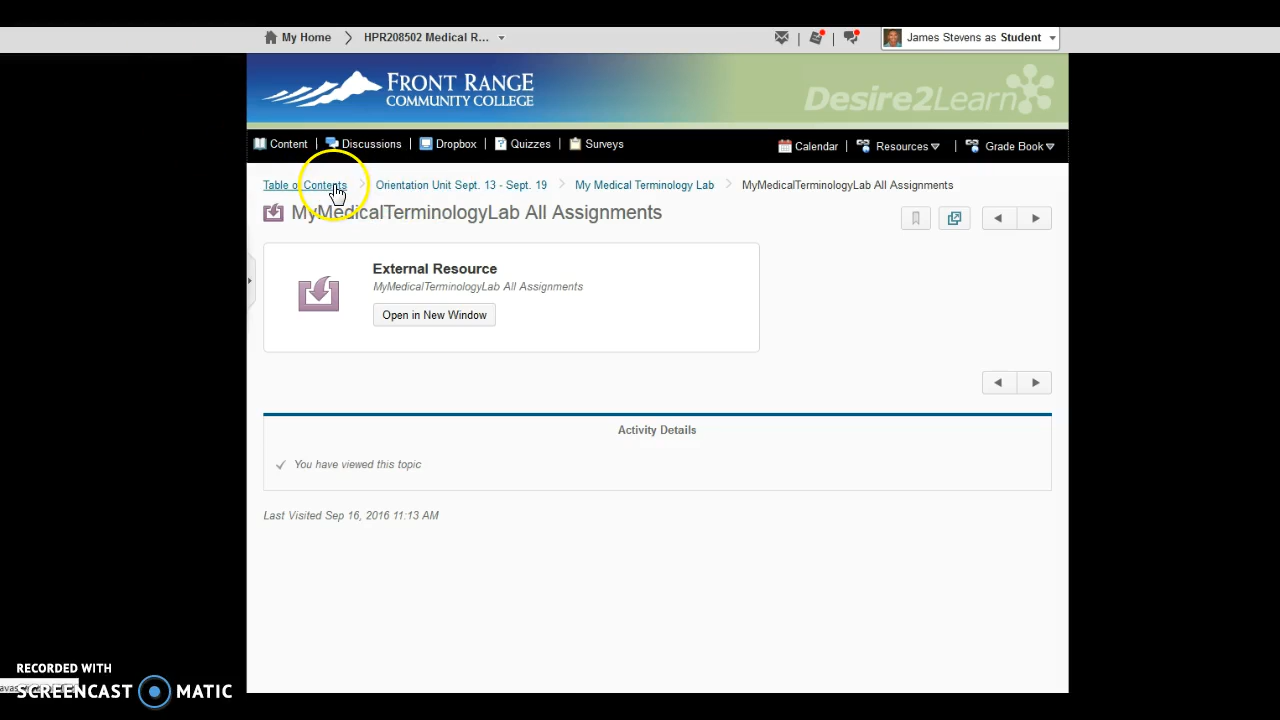 My Home HPR208502 Medical R... James Stevens as Student
FRONT RANGE
COMMUNITY COLLEGE
Desire2Learn
Content Discussions Dropbox Quizzes Surveys Calendar Resources Grade Book
Table of Contents Orientation Unit Sept. 13 - Sept. 19 My Medical Terminology Lab MyMedicalTerminologyLab All Assignments
MyMedicalTerminologyLab All Assignments
External Resource
MyMedicalTerminologyLab All Assignments
Open in New Window
Activity Details
You have viewed this topic
Last Visited Sep 16, 2016 11:13 AM
RECORDED WITH
SCREENCAST MATIC